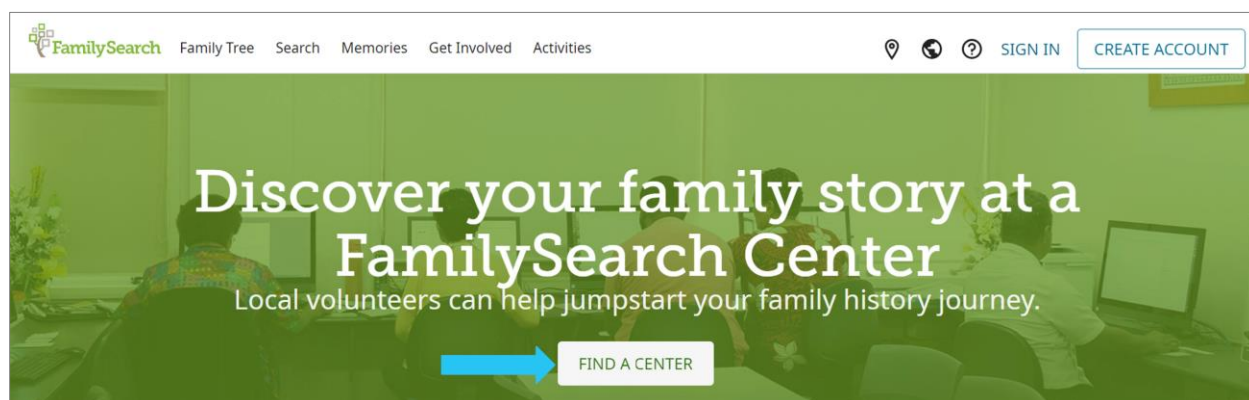 FamilySearch Family Tree Search Memories Get Involved Activities SIGN IN CREATE ACCOUNT
Discover your family story at a
FamilySearch Center
Local volunteers can help jumpstart your family history journey.
FIND A CENTER